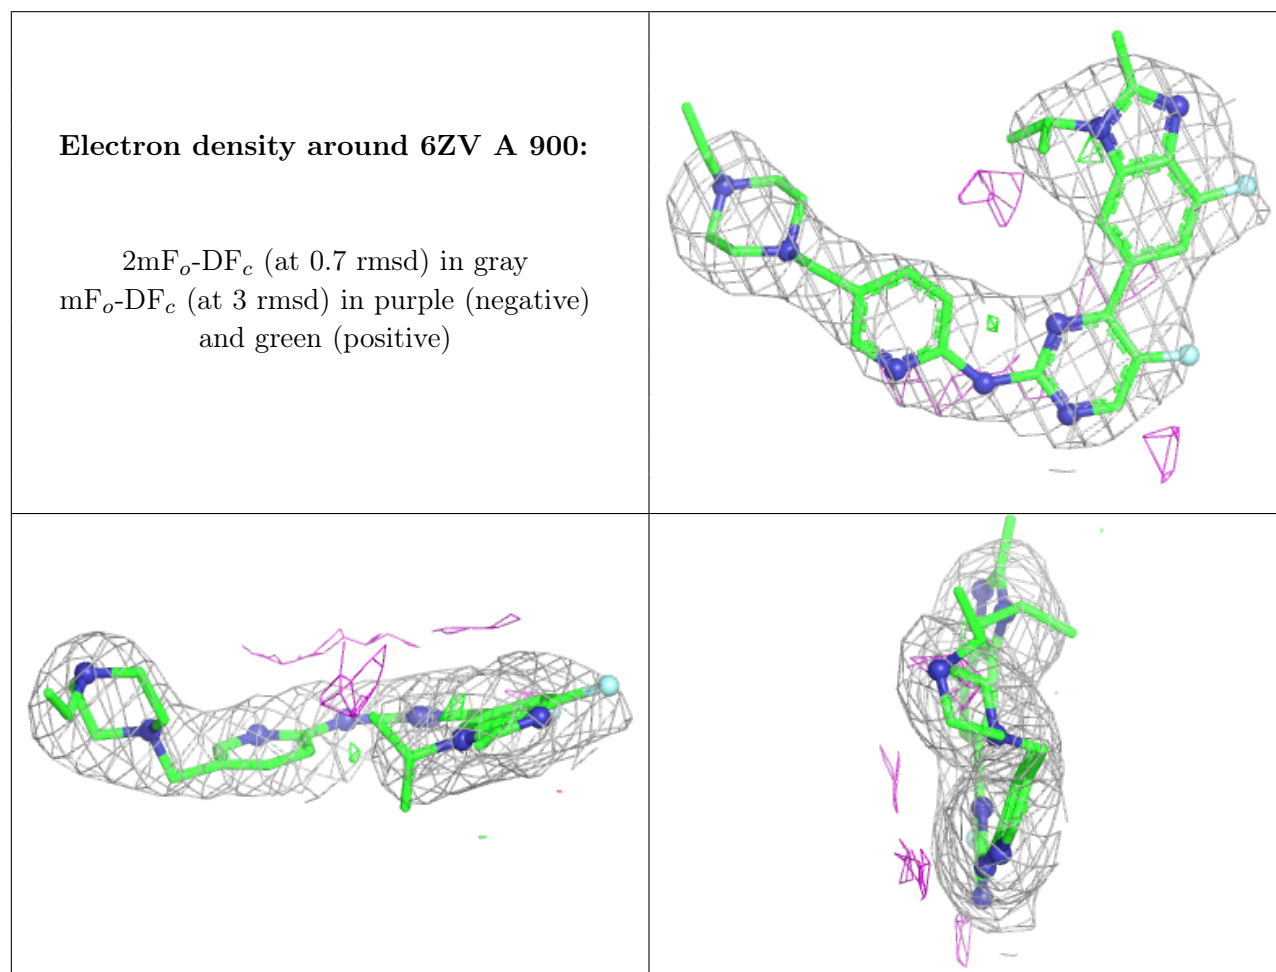 Electron density around 6ZV A 900:
2mFo-DFc (at 0.7 rmsd) in gray
mFo-DFc (at 3 rmsd) in purple (negative)
and green (positive)